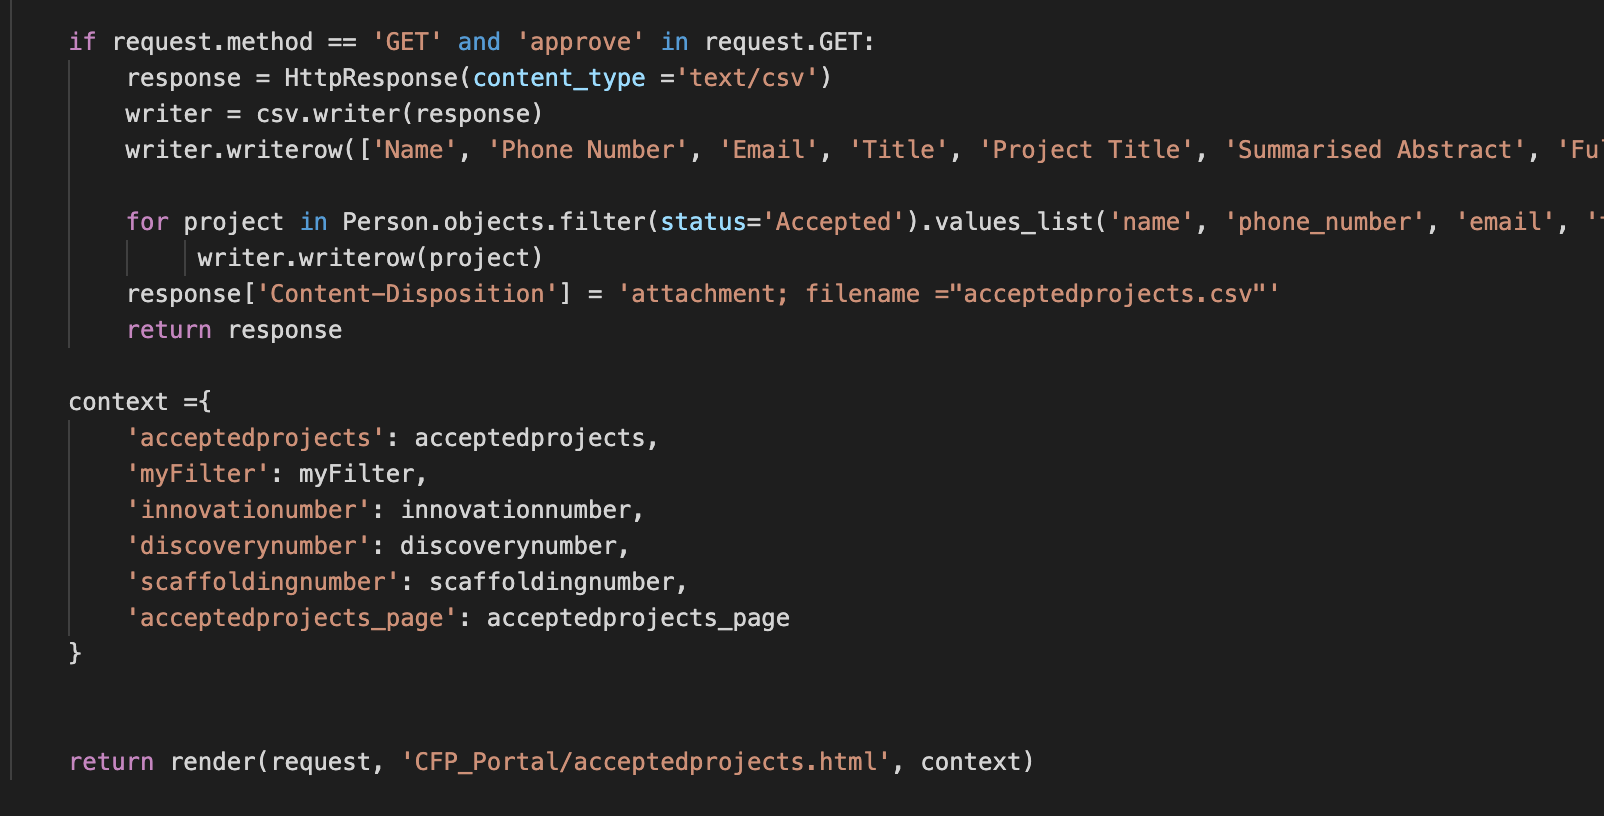 if request.method == 'GET' and 'approve' in request.GET:
response = HttpResponse(content_type ='text/csv')
writer = csv.writer(response)
writer.writerow(['Name', 'Phone Number', 'Email', 'Title', 'Project Title', 'Summarised Abstract', 'Ful
for project in Person.objects.filter(status='Accepted').values_list('name', 'phone_number', 'email', '
writer.writerow(project)
response['Content-Disposition'] = 'attachment; filename ="acceptedprojects.csv"'
return response
context ={
'acceptedprojects': acceptedprojects,
'myFilter': myFilter,
'innovationumber': innovationnumber,
'discoverynumber': discoverynumber,
'scaffoldingnumber': scaffoldingnumber,
'acceptedprojects_page': acceptedprojects_page
}
return render(request, 'CFP_Portal/acceptedprojects.html', context)